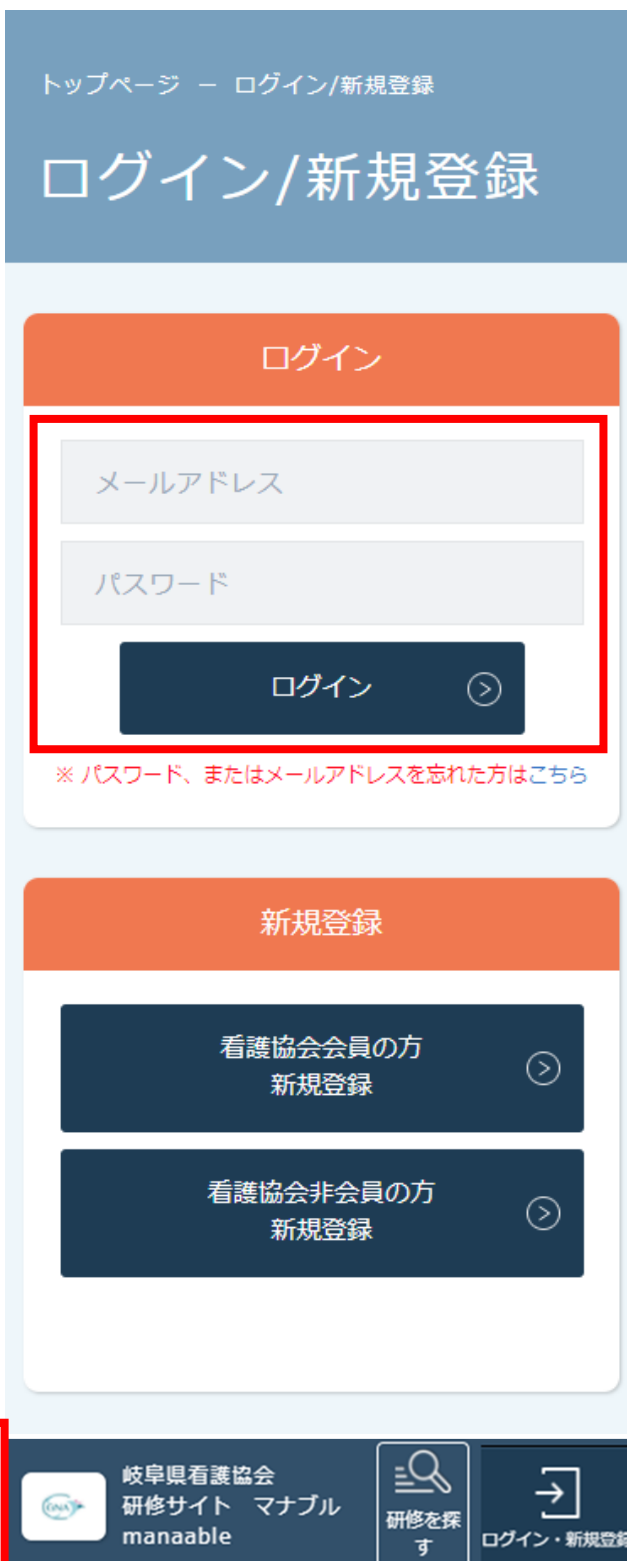 トップページ － ログイン/新規登録
ログイン/新規登録
ログイン
メールアドレス
パスワード
ログイン
※ パスワード、またはメールアドレスを忘れた方はこちら
新規登録
看護協会会員の方
新規登録
看護協会非会員の方
新規登録
岐阜県看護協会
研修サイト マナブル
manaable
研修を探
す
ログイン・新規登録